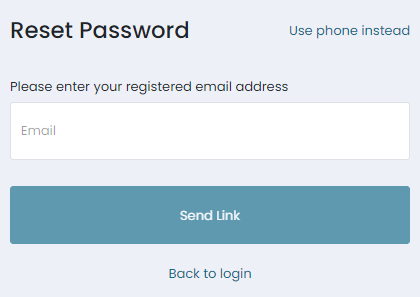 Reset Password
Use phone instead
Please enter your registered email address
Email
Send Link
Back to login